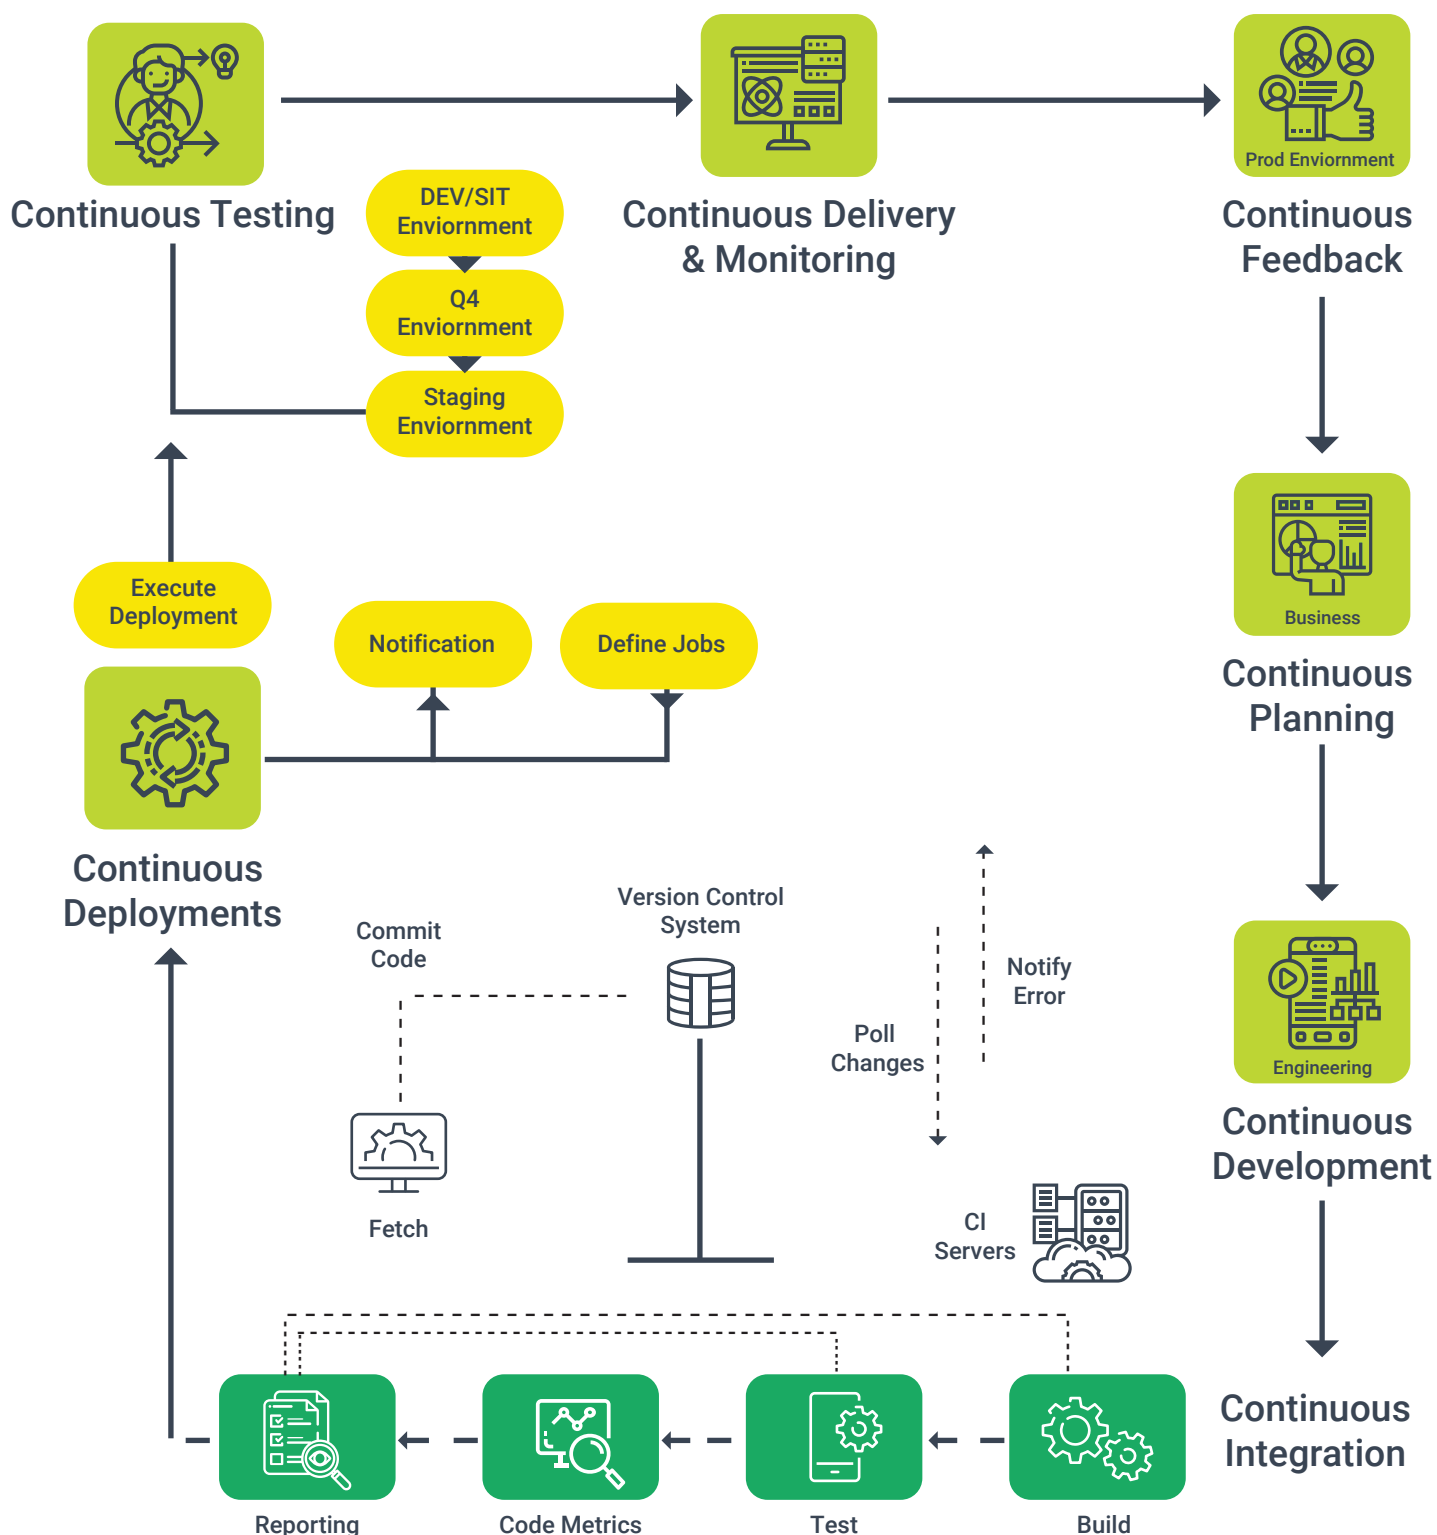 Prod Enviornment
Continuous Testing
DEV/SIT
Enviornment
Continuous Delivery
& Monitoring
Continuous
Feedback
Q4
Enviornment
Staging
Enviornment
Execute
Deployment
Notification
Define Jobs
Business
Continuous
Planning
Continuous
Deployments
Version Control
System
Commit
Code
Notify
Error
Poll
Changes
Engineering
Continuous
Development
Fetch
CI
Servers
Continuous
Integration
Reporting
Code Metrics
Test
Build